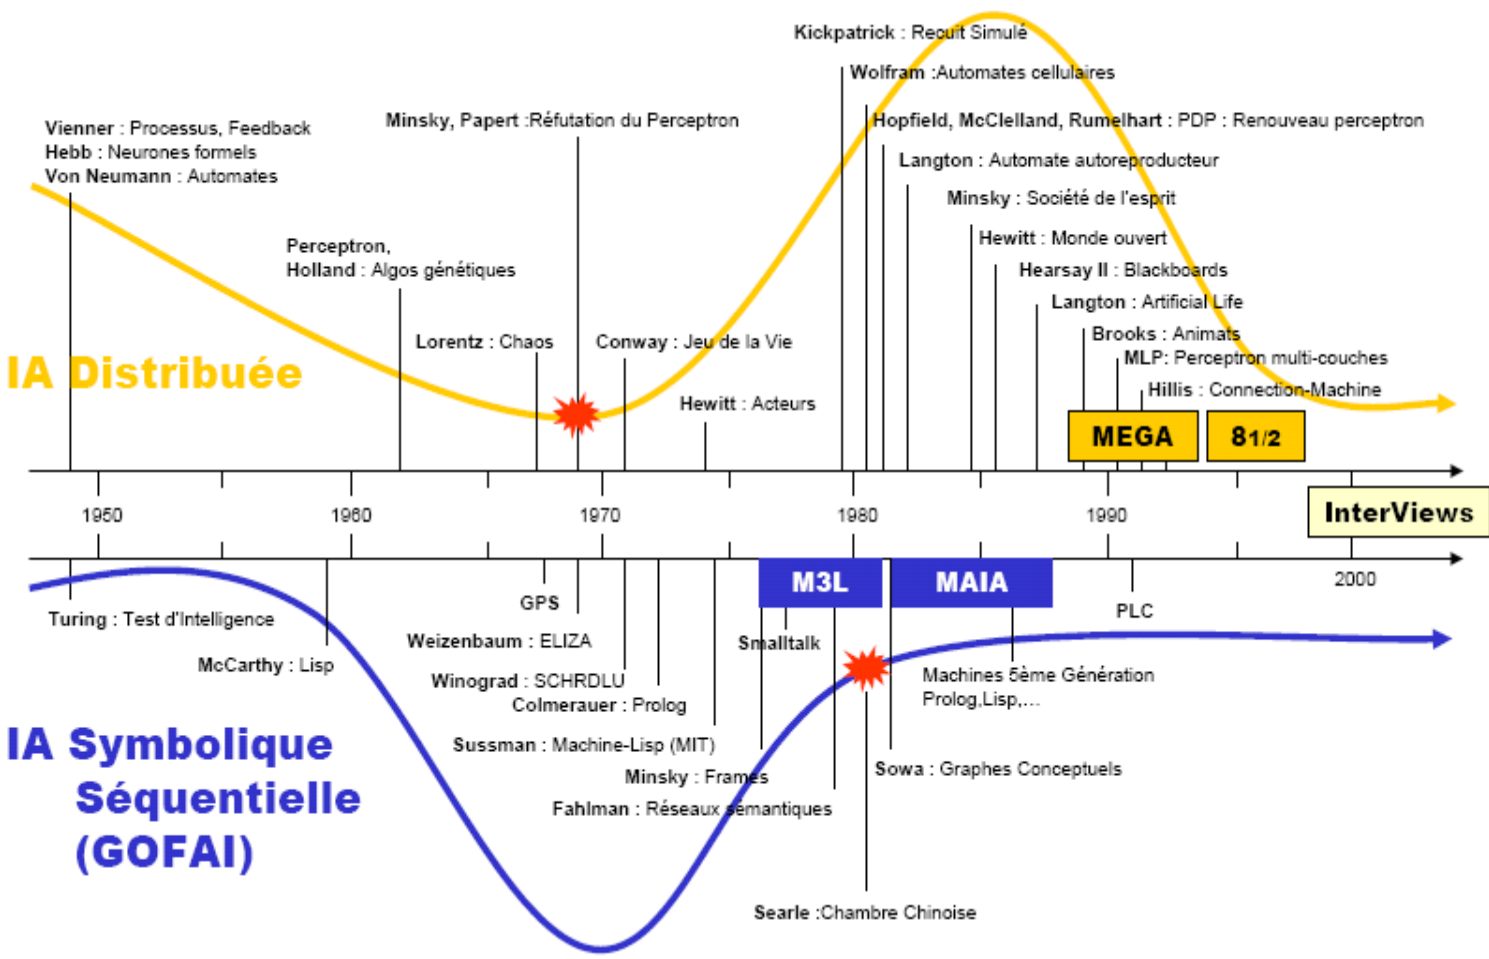 Kickpatrick : Recuit Simulé
Wolfram :Automates cellulaires
Vienner : Processus, Feedback
Hebb : Neurones formels
Von Neumann : Automates
Minsky, Papert :Réfutation du Perceptron
Hopfield, McClelland, Rumelhart : PDP : Renouveau perceptron
Langton : Automate autoreproducteur
Minsky : Société de l'esprit
Perceptron,
Holland : Algos génétiques
Hewitt : Monde ouvert
Hearsay II : Blackboards
Langton : Artificial Life
Lorentz : Chaos
Conway : Jeu de la Vie
Brooks : Animats
MLP: Perceptron multi-couches
IA Distribuée
Hewitt : Acteurs
Hillis : Connection-Machine
MEGA
8 1/2
1950
1960
1970
1980
1990
InterViews
2000
M3L
MAIA
Turing : Test d'Intelligence
GPS
PLC
McCarthy : Lisp
Weizenbaum : ELIZA
Smalltalk
Winograd : SCHRDLU
Colmerauer : Prolog
Machines 5ème Génération
Prolog,Lisp,…
IA Symbolique
Séquentielle
(GOFAI)
Sussman : Machine-Lisp (MIT)
Minsky : Frames
Sowa : Graphes Conceptuels
Fahlman : Réseaux sémantiques
Searle :Chambre Chinoise